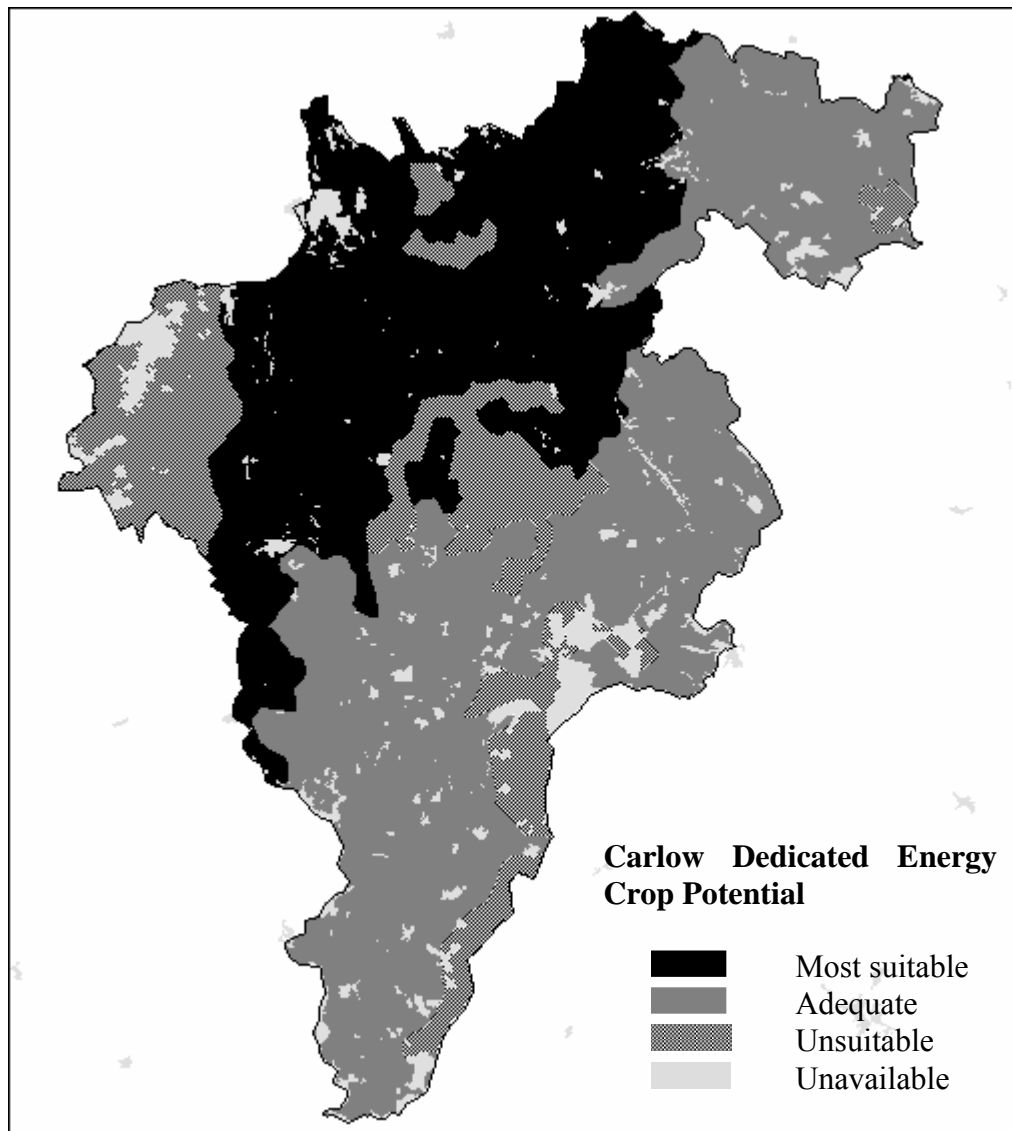 Carlow Dedicated Energy
Crop Potential
Most suitable
Adequate
Unsuitable
Unavailable